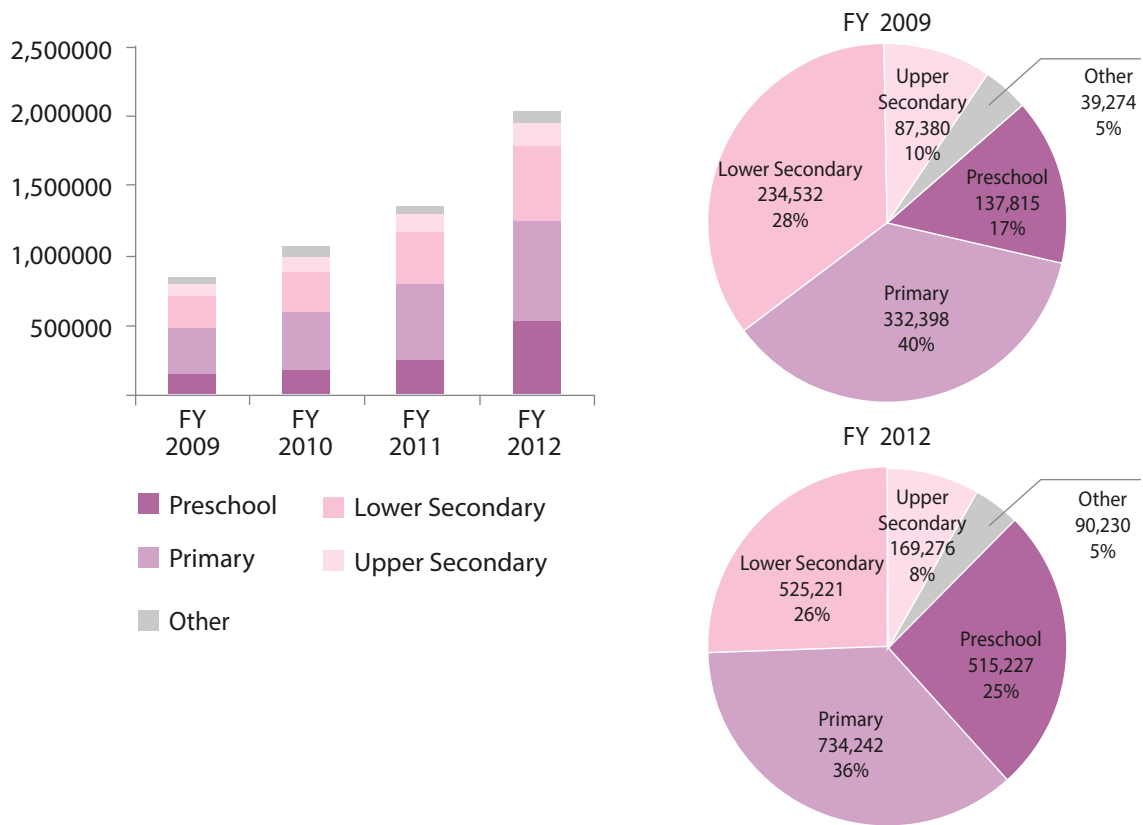 2,500000
2,000000
1,500000
1,000000
500000
FY
2009
FY
2010
FY
2011
FY
2012
Preschool
Lower Secondary
Primary
Upper Secondary
Other
FY 2009
Upper
Secondary
87,380
10%
Other
39,274
5%
Lower Secondary
234,532
28%
Preschool
137,815
17%
Primary
332,398
40%
FY 2012
Upper
Secondary
169,276
8%
Other
90,230
5%
Lower Secondary
525,221
26%
Preschool
515,227
25%
Primary
734,242
36%